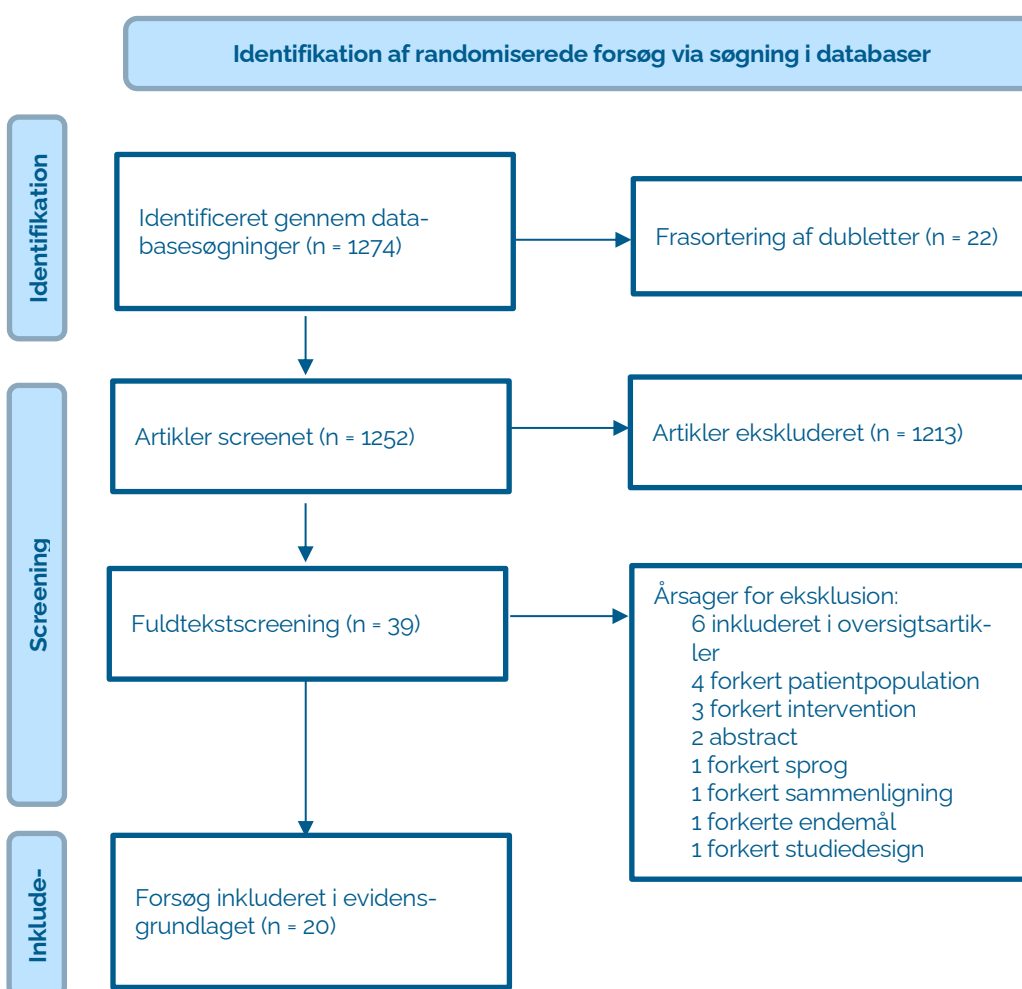 Identifikation af randomiserede forsøg via søgning i databaser
Identifikation
Identificeret gennem data-
basesøgninger (n = 1274)
Frasortering af dubletter (n = 22)
Screening
Artikler screenet (n = 1252)
Artikler ekskluderet (n = 1213)
Fuldtekstscreening (n = 39)
Årsager for eksklusion:
6 inkluderet i oversigtsartik-
ler
4 forkert patientpopulation
3 forkert intervention
2 abstract
1 forkert sprog
1 forkert sammenligning
1 forkerte endemål
1 forkert studiedesign
Inklude-
Forsøg inkluderet i evidens-
grundlaget (n = 20)